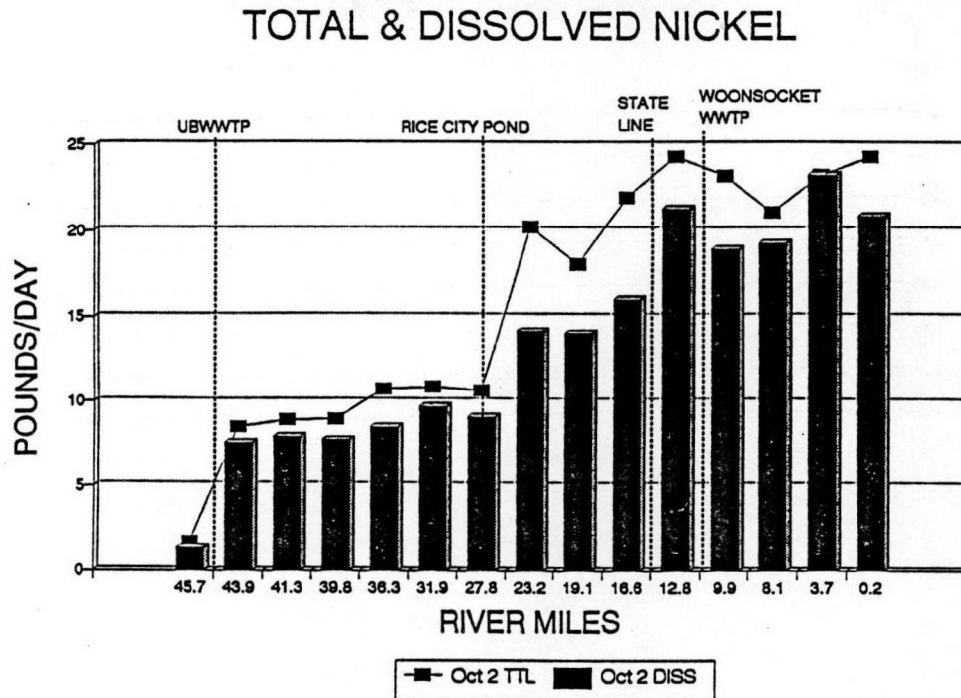 TOTAL & DISSOLVED NICKEL
UBWWTP
RICE CITY POND
STATE
LINE
WOONSOCKET
WWTP
25
20
15
10
5
0
POUNDS/DAY
45.7 43.9 41.3 39.8 36.3 31.9 27.8 23.2 19.1 16.6 12.8 9.9 8.1 3.7 0.2
RIVER MILES
Oct 2 TTL Oct 2 DISS